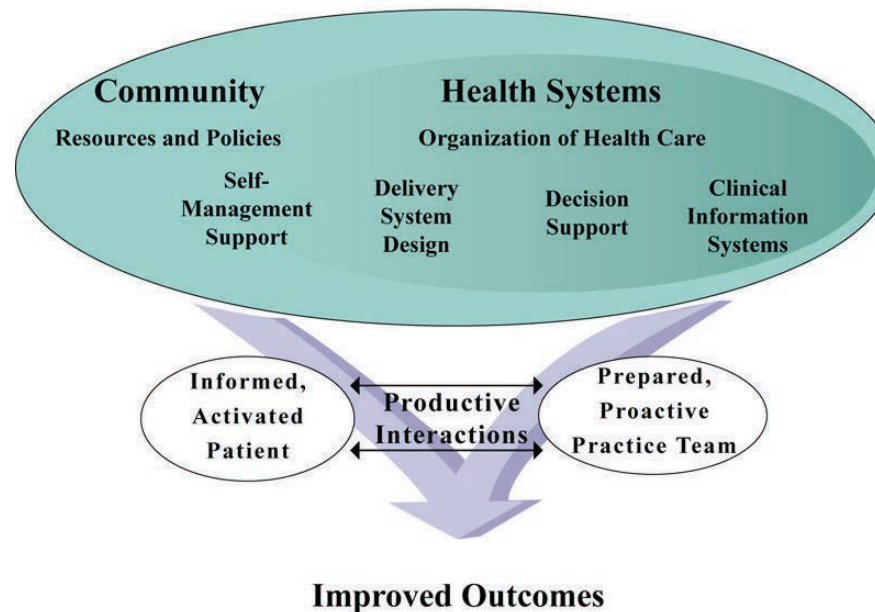 Community
Health Systems
Resources and Policies
Organization of Health Care
Self-
Management
Support
Delivery
System
Design
Decision
Support
Clinical
Information
Systems
Informed,
Activated
Patient
Productive
Interactions
Prepared,
Proactive
Practice Team
Improved Outcomes